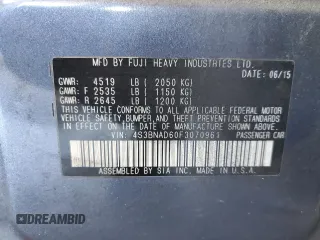 MFD BY FUJI HEAVY INDUSTRIES LTD.
DATE 06/15
GVWR: 4519 LB ( 2050 KG)
GAWR: F 2535 LB ( 1150 KG)
GAWR: R 2645 LB ( 1200 KG)
THIS VEHICLE CONFORMS TO ALL APPLICABLE FEDERAL MOTOR
VEHICLE SAFETY, BUMPER, AND THEFT PREVENTION STANDARDS
IN EFFECT ON THE DATE OF MANUFACTURE SHOWN ABOVE.
VIN: 4S3BNAD60F3070961 PASSENGER CAR
ASSEMBLED BY SIA INC. MADE IN U.S.A.
DREAMBID